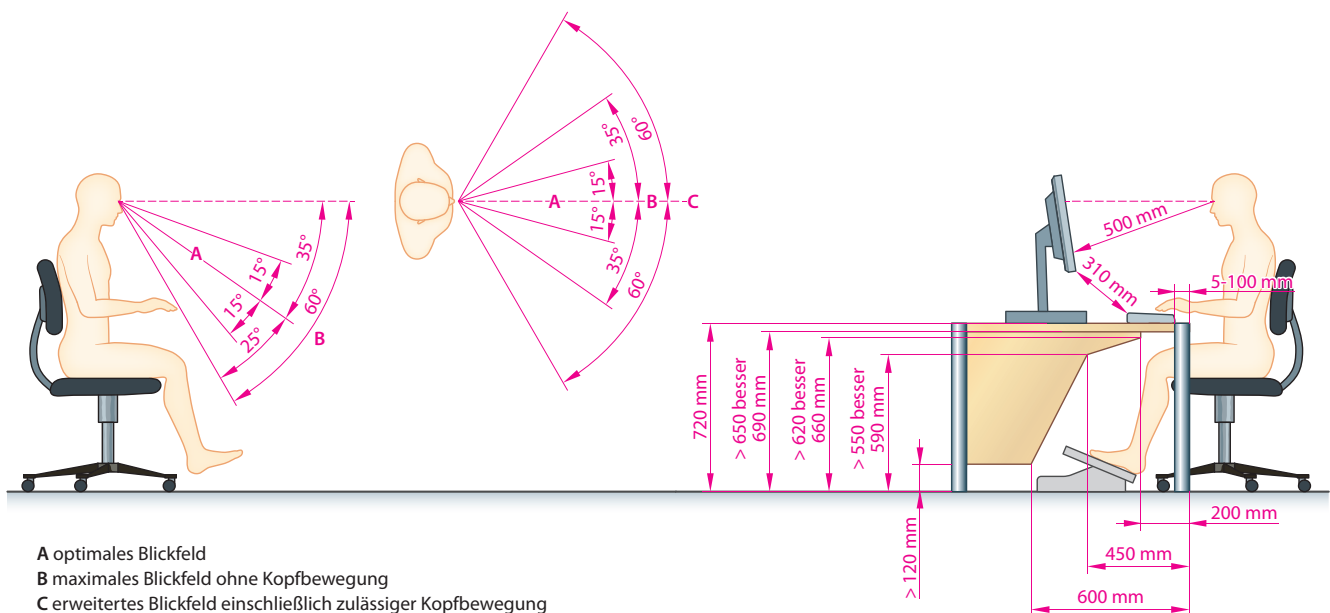 A
15°
15°
35°
60°
25°
B
60°
35°
15°
A
B
C
15°
35°
60°
500 mm
310 mm
5-100 mm
720 mm
> 650 besser
690 mm
> 620 besser
660 mm
> 550 besser
590 mm
> 120 mm
200 mm
450 mm
600 mm
A optimales Blickfeld
B maximales Blickfeld ohne Kopfbewegung
C erweitertes Blickfeld einschließlich zulässiger Kopfbewegung